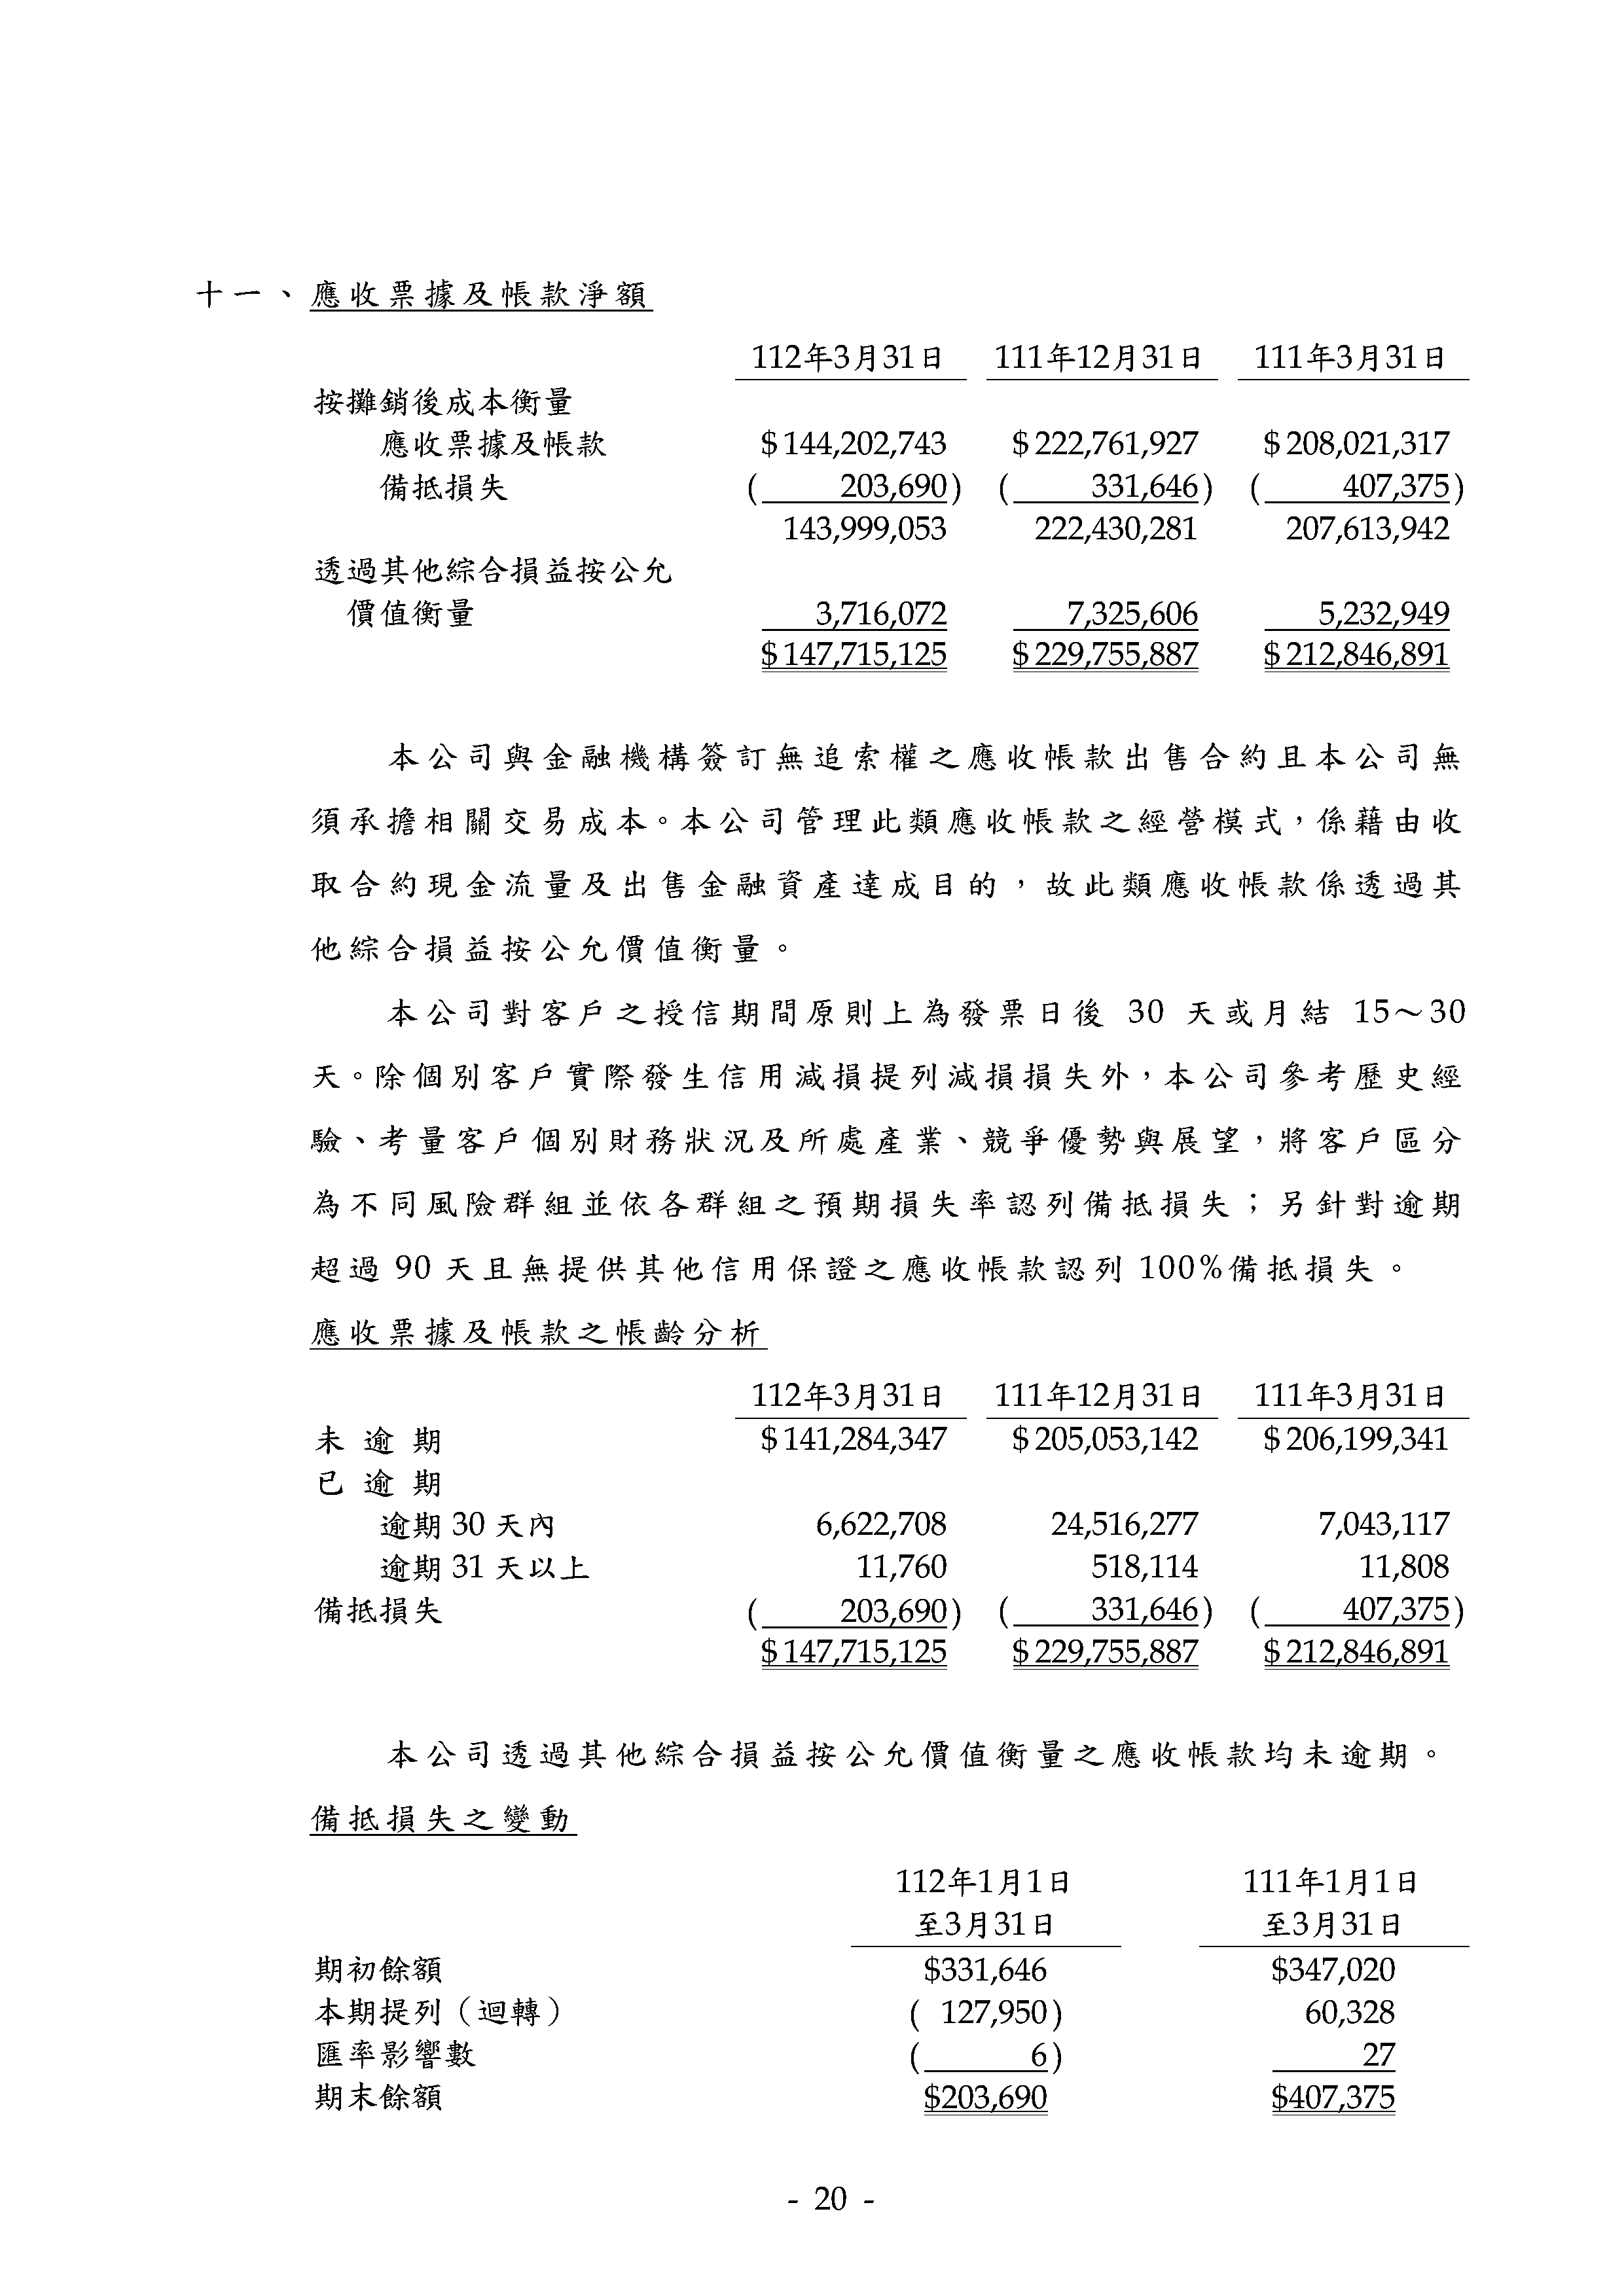 十一、應收票據及帳款淨額
112年3月31日 111年12月31日 111年3月31日
按攤銷後成本衡量
應收票據及帳款 $144,202,743 $222,761,927 $208,021,317
備抵損失 ( 203,690) ( 331,646) ( 407,375)
143,999,053 222,430,281 207,613,942
透過其他綜合損益按公允
價值衡量 3,716,072 7,325,606 5,232,949
$147,715,125 $229,755,887 $212,846,891
本公司與金融機構簽訂無追索權之應收帳款出售合約且本公司無
須承擔相關交易成本。本公司管理此類應收帳款之經營模式，係藉由收
取合約現金流量及出售金融資產達成目的，故此類應收帳款係透過其
他綜合損益按公允價值衡量。
本公司對客戶之授信期間原則上為發票日後 30 天或月結 15～30
天。除個別客戶實際發生信用減損提列減損損失外，本公司參考歷史經
驗、考量客戶個別財務狀況及所處產業、競爭優勢與展望，將客戶區分
為不同風險群組並依各群組之預期損失率認列備抵損失；另針對逾期
超過 90 天且無提供其他信用保證之應收帳款認列 100%備抵損失。
應收票據及帳款之帳齡分析
112年3月31日 111年12月31日 111年3月31日
未逾期 $141,284,347 $205,053,142 $206,199,341
已逾期
逾期 30 天內 6,622,708 24,516,277 7,043,117
逾期 31 天以上 11,760 518,114 11,808
備抵損失 ( 203,690) ( 331,646) ( 407,375)
$147,715,125 $229,755,887 $212,846,891
本公司透過其他綜合損益按公允價值衡量之應收帳款均未逾期。
備抵損失之變動
112年1月1日 111年1月1日
至3月31日 至3月31日
期初餘額 $331,646 $347,020
本期提列（迴轉） ( 127,950) 60,328
匯率影響數 ( 6) 27
期末餘額 $203,690 $407,375
- 20 -